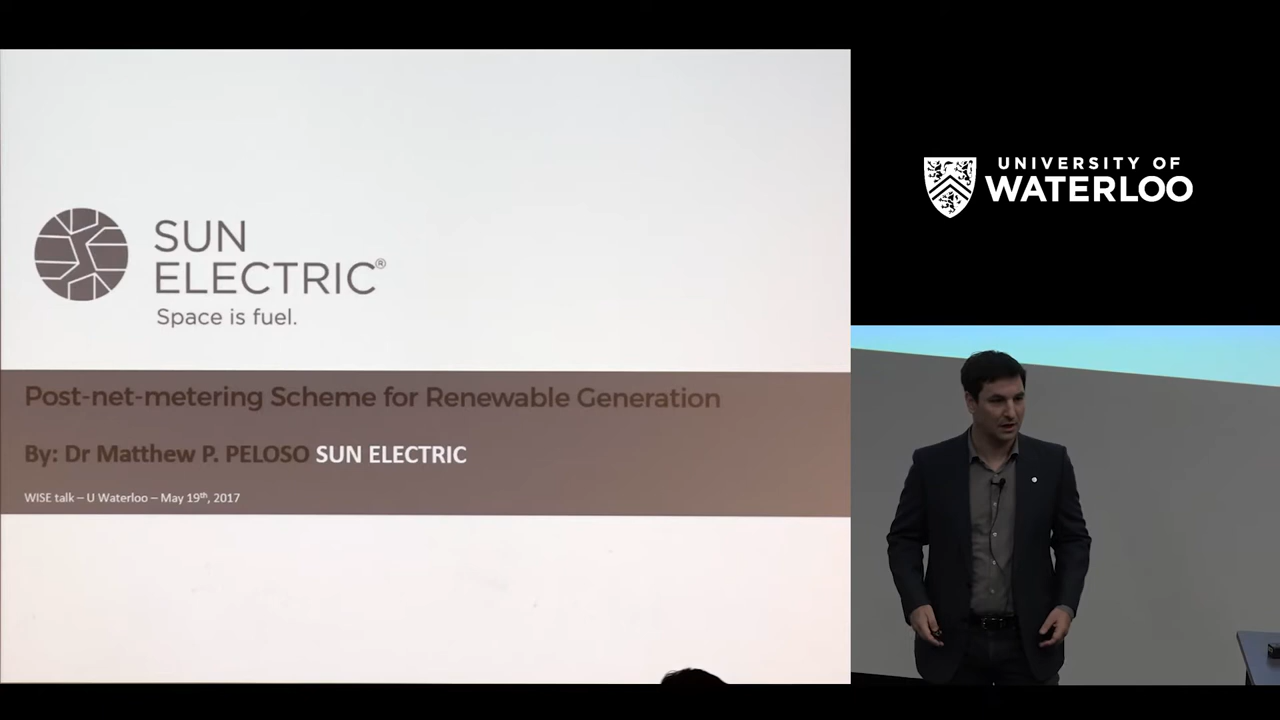 SUN
ELECTRIC®
Space is fuel.
Post-net-metering Scheme for Renewable Generation
By: Dr Matthew P. PELOSO SUN ELECTRIC
WISE talk – U Waterloo – May 19th, 2017
UNIVERSITY OF
WATERLOO